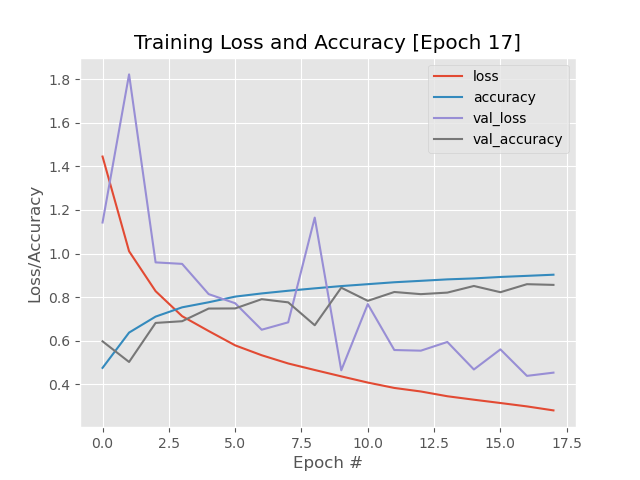 Training Loss and Accuracy [Epoch 17]
loss
accuracy
val_loss
val_accuracy
Loss/Accuracy
1.8
1.6
1.4
1.2
1.0
0.8
0.6
0.4
0.0 2.5 5.0 7.5 10.0 12.5 15.0 17.5
Epoch #